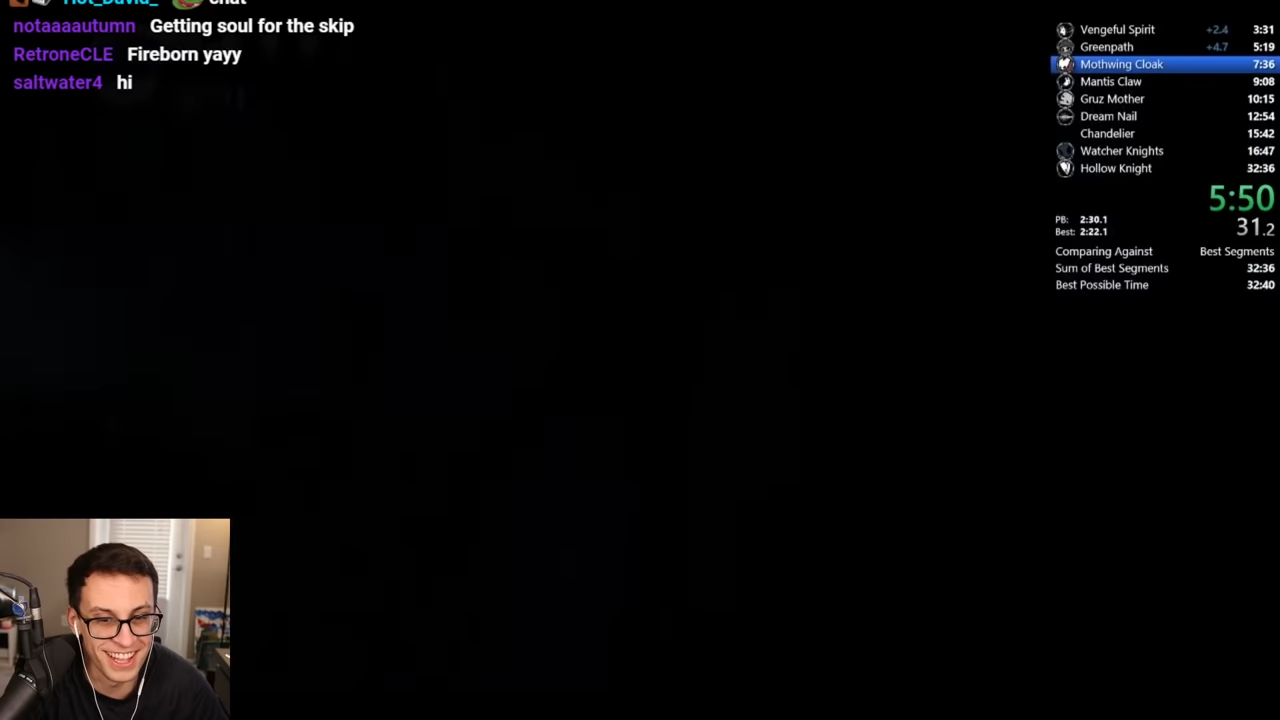 Hot_David_ chat
notaaaautumn Getting soul for the skip
RetroneCLE Fireborn yayy
saltwater4 hi
Vengeful Spirit +2.4 3:31
Greenpath +4.7 5:19
Mothwing Cloak 7:36
Mantis Claw 9:08
Gruz Mother 10:15
Dream Nail 12:54
Chandelier 15:42
Watcher Knights 16:47
Hollow Knight 32:36
5:50
PB: 2:30.1
Best: 2:22.1
31.2
Comparing Against Best Segments
Sum of Best Segments 32:36
Best Possible Time 32:40